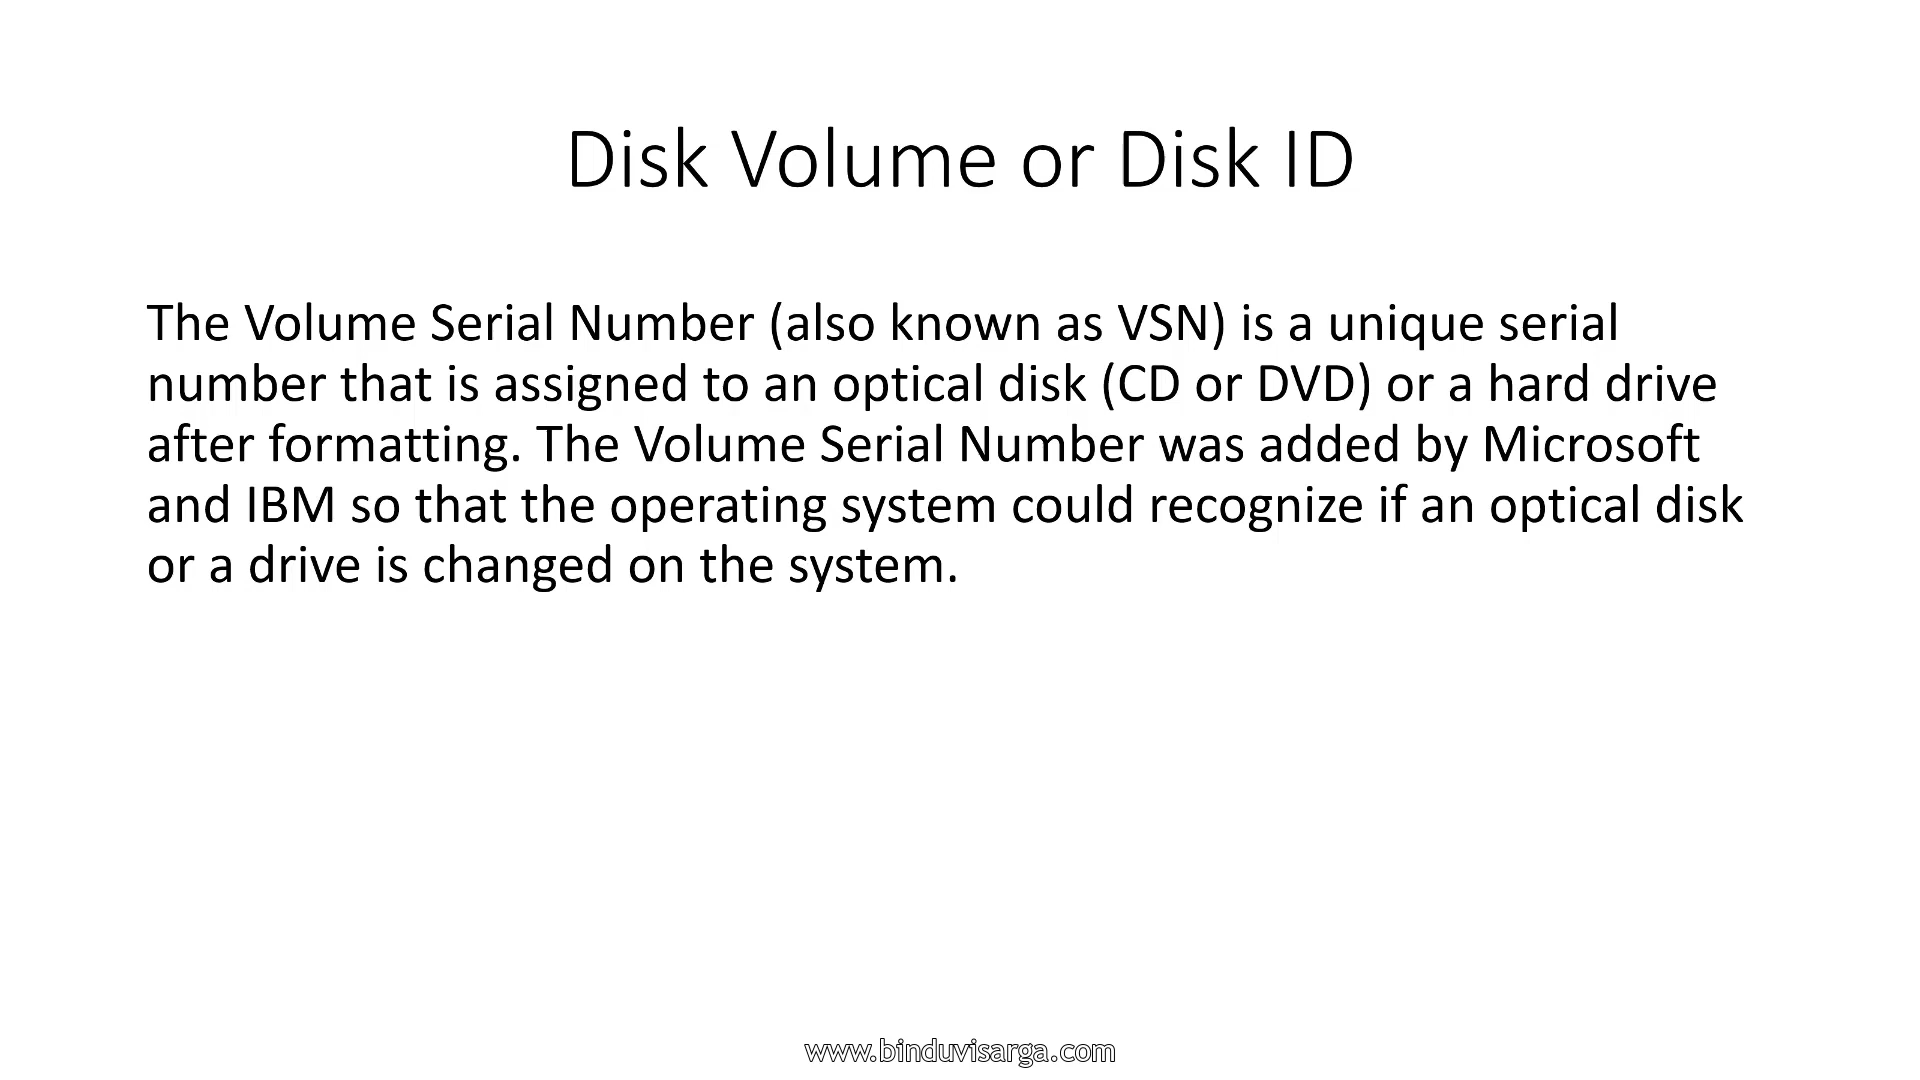 Disk Volume or Disk ID
The Volume Serial Number (also known as VSN) is a unique serial
number that is assigned to an optical disk (CD or DVD) or a hard drive
after formatting. The Volume Serial Number was added by Microsoft
and IBM so that the operating system could recognize if an optical disk
or a drive is changed on the system.
www.binduvisarga.com